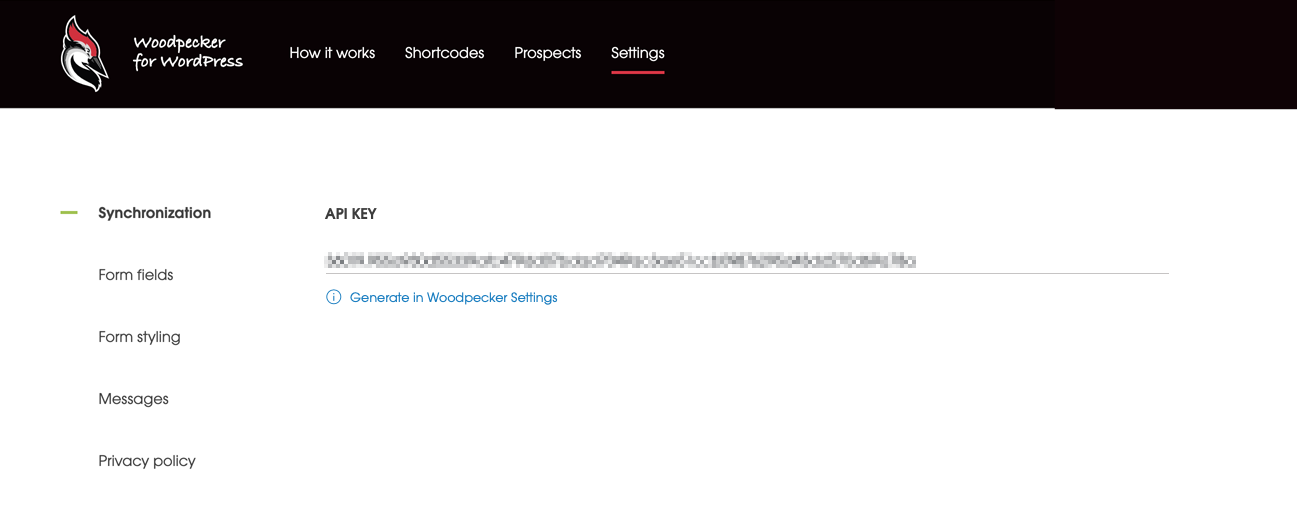 Woodpecker
for WordPress
How it works
Shortcodes
Prospects
Settings
Synchronization
API KEY
Form fields
Generate in Woodpecker Settings
Form styling
Messages
Privacy policy